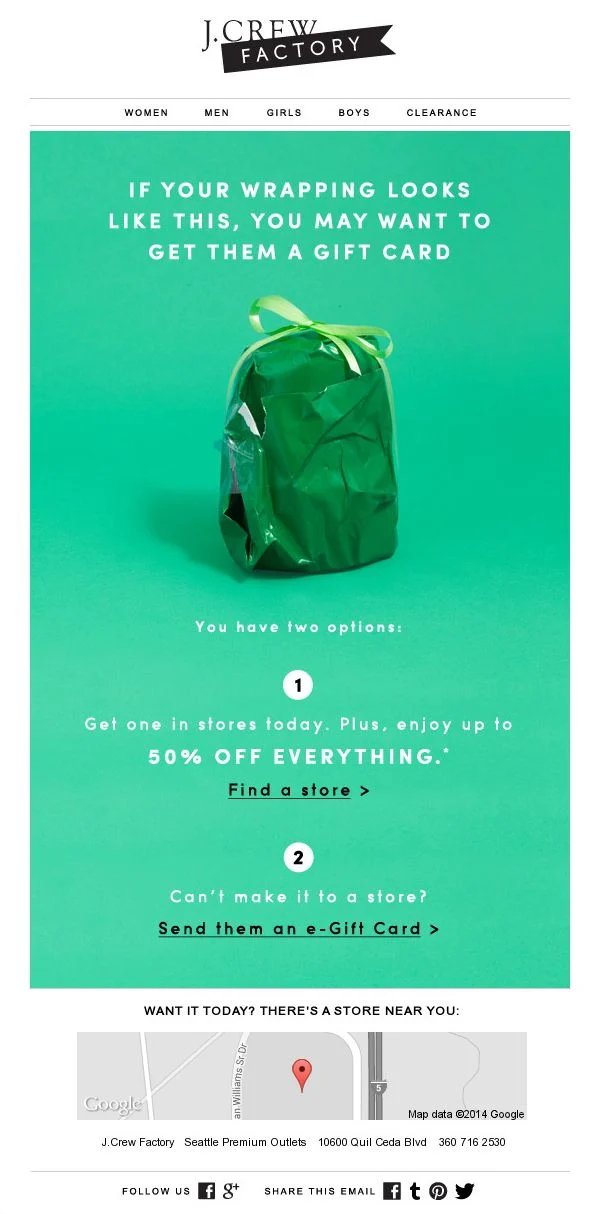 J.CREW
FACTORY
WOMEN MEN GIRLS BOYS CLEARANCE
IF YOUR WRAPPING LOOKS
LIKE THIS, YOU MAY WANT TO
GET THEM A GIFT CARD
You have two options:
1
Get one in stores today. Plus, enjoy up to
50% OFF EVERYTHING.*
Find a store >
2
Can't make it to a store?
Send them an e-Gift Card >
WANT IT TODAY? THERE'S A STORE NEAR YOU:
an Williams Sr Dr
5
Google
Map data ©2014 Google
J.Crew Factory Seattle Premium Outlets 10600 Quil Ceda Blvd 360 716 2530
FOLLOW US f g+ SHARE THIS EMAIL f t